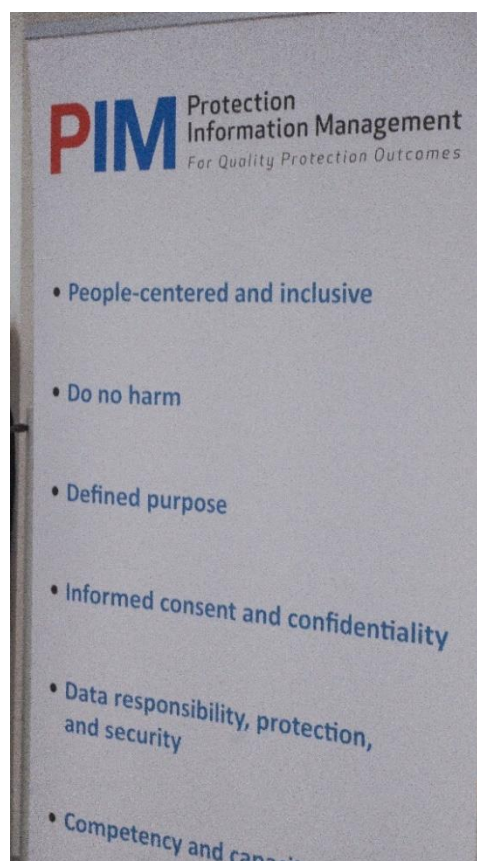 PIM
Protection
Information Management
For Quality Protection Outcomes
• People-centered and inclusive
• Do no harm
• Defined purpose
• Informed consent and confidentiality
• Data responsibility, protection,
and security
• Competency and